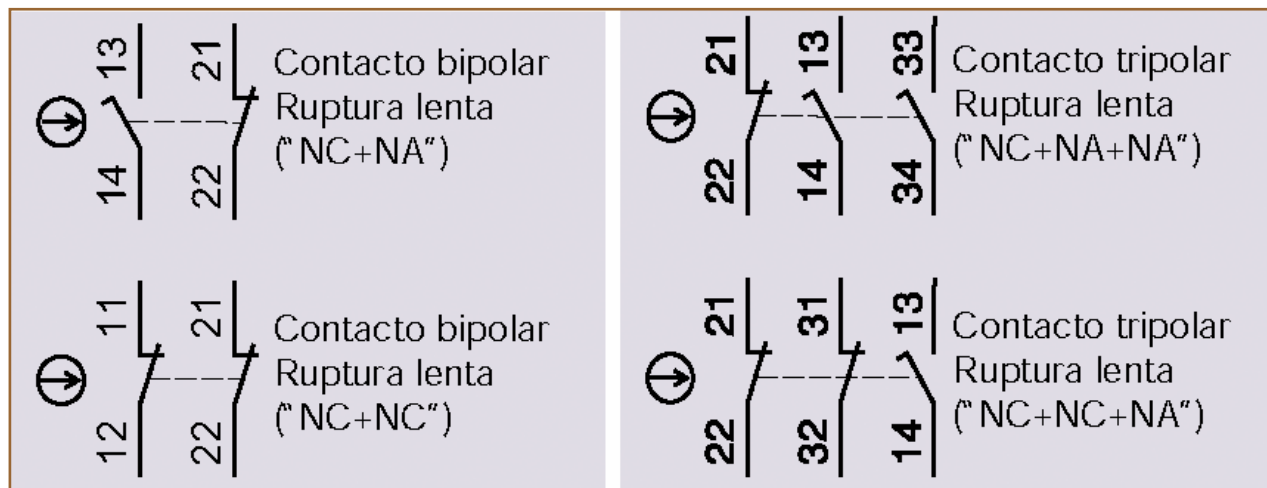 13 21
Contacto bipolar
Ruptura lenta
("NC+NA")
14 22
21 13 33
Contacto tripolar
Ruptura lenta
("NC+NA+NA")
22 14 34
11 21
Contacto bipolar
Ruptura lenta
("NC+NC")
12 22
21 31 13
Contacto tripolar
Ruptura lenta
("NC+NC+NA")
22 32 14